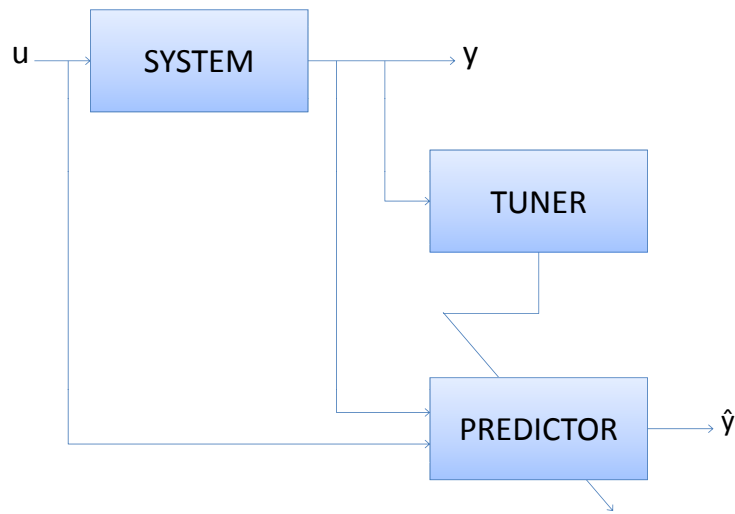 u
SYSTEM
y
TUNER
PREDICTOR
ŷ